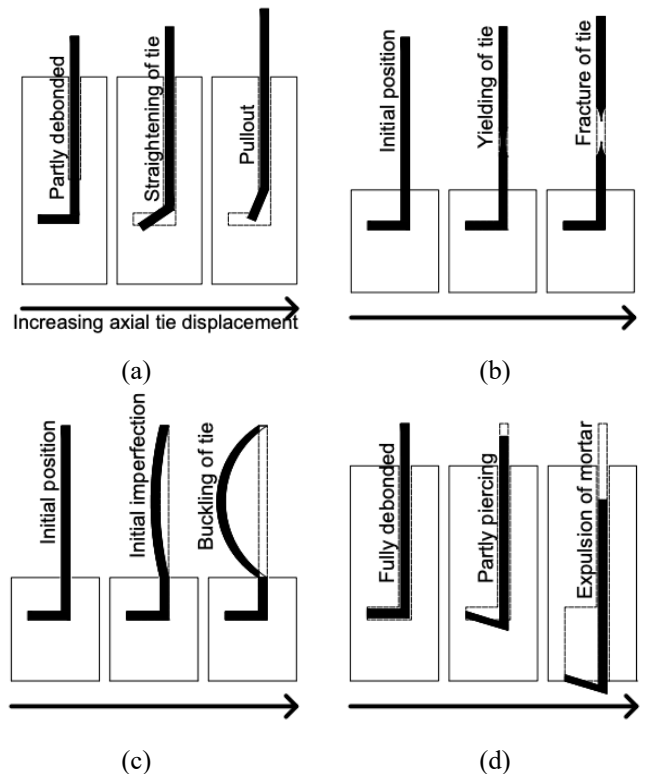 Partly debonded
Straightening of tie
Pullout
Increasing axial tie displacement
(a)
Initial position
Yielding of tie
Fracture of tie
(b)
Initial position
Initial imperfection
Buckling of tie
(c)
Fully debonded
Partly piercing
Expulsion of mortar
(d)